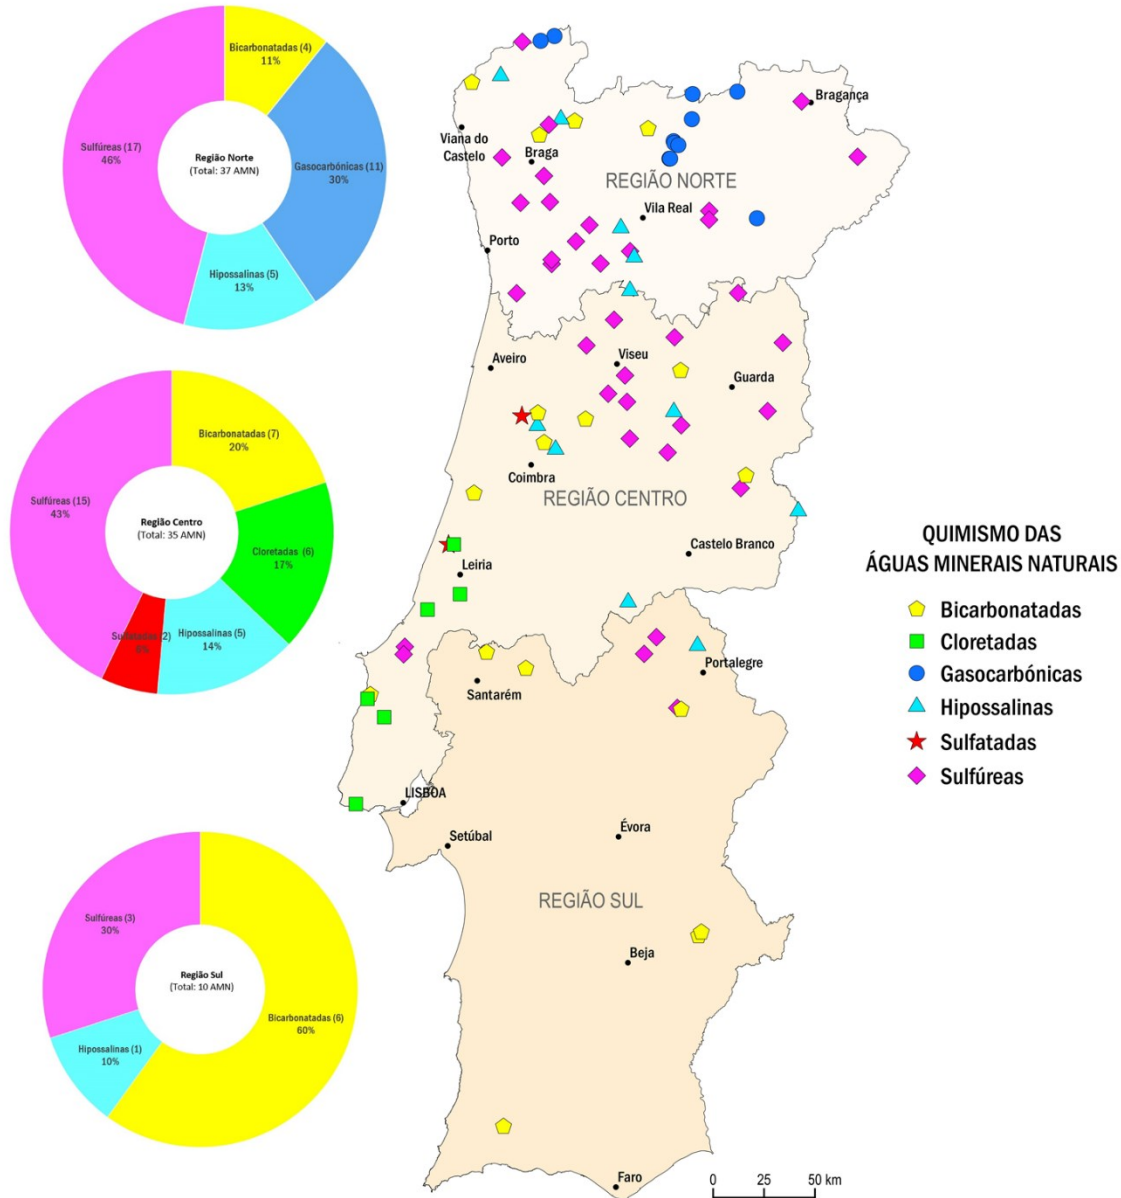 Bicarbonatadas (4)
11%
Sulfúreas (17)
46%
Região Norte
(Total: 37 AMN)
Gasocarbónicas (11)
30%
Hipossalinas (5)
13%
Bicarbonatadas (7)
20%
Sulfúreas (15)
43%
Região Centro
(Total: 35 AMN)
Cloretadas (6)
17%
Sulfatadas (2)
6%
Hipossalinas (5)
14%
Sulfúreas (3)
30%
Região Sul
(Total: 10 AMN)
Bicarbonatadas (6)
60%
Hipossalinas (1)
10%
Bragança
Viana do
Castelo
Braga
REGIÃO NORTE
Vila Real
Porto
Aveiro
Viseu
Guarda
Coimbra
REGIÃO CENTRO
Castelo Branco
Leiria
Portalegre
Santarém
LISBOA
Setúbal
Évora
REGIÃO SUL
Beja
Faro
0 25 50 km
QUIMISMO DAS
ÁGUAS MINERAIS NATURAIS
Bicarbonatadas
Cloretadas
Gasocarbónicas
Hipossalinas
Sulfatadas
Sulfúreas